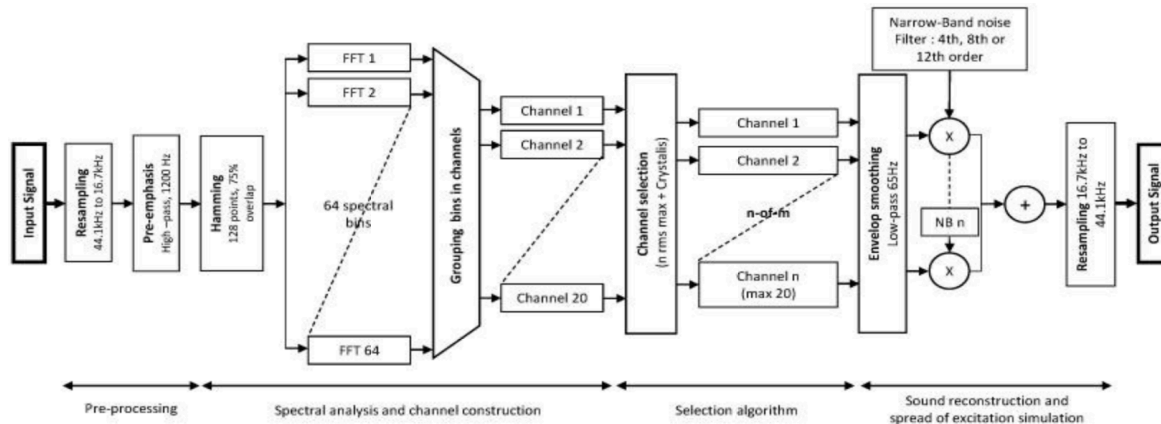 Input Signal
Resampling
44.1kHz to 16.7kHz
Pre-emphasis
High –pass, 1200 Hz
Hamming
128 points, 75%
overlap
FFT 1
FFT 2
64 spectral
bins
FFT 64
Grouping bins in channels
Channel 1
Channel 2
Channel 20
Channel selection
(n rms max + Crystalis)
Channel 1
Channel 2
n-of-m
Channel n
(max 20)
Envelop smoothing
Low-pass 65Hz
Narrow-Band noise
Filter : 4th, 8th or
12th order
X
NB n
X
+
Resampling 16.7kHz to
44.1kHz
Output Signal
Pre-processing
Spectral analysis and channel construction
Selection algorithm
Sound reconstruction and
spread of excitation simulation